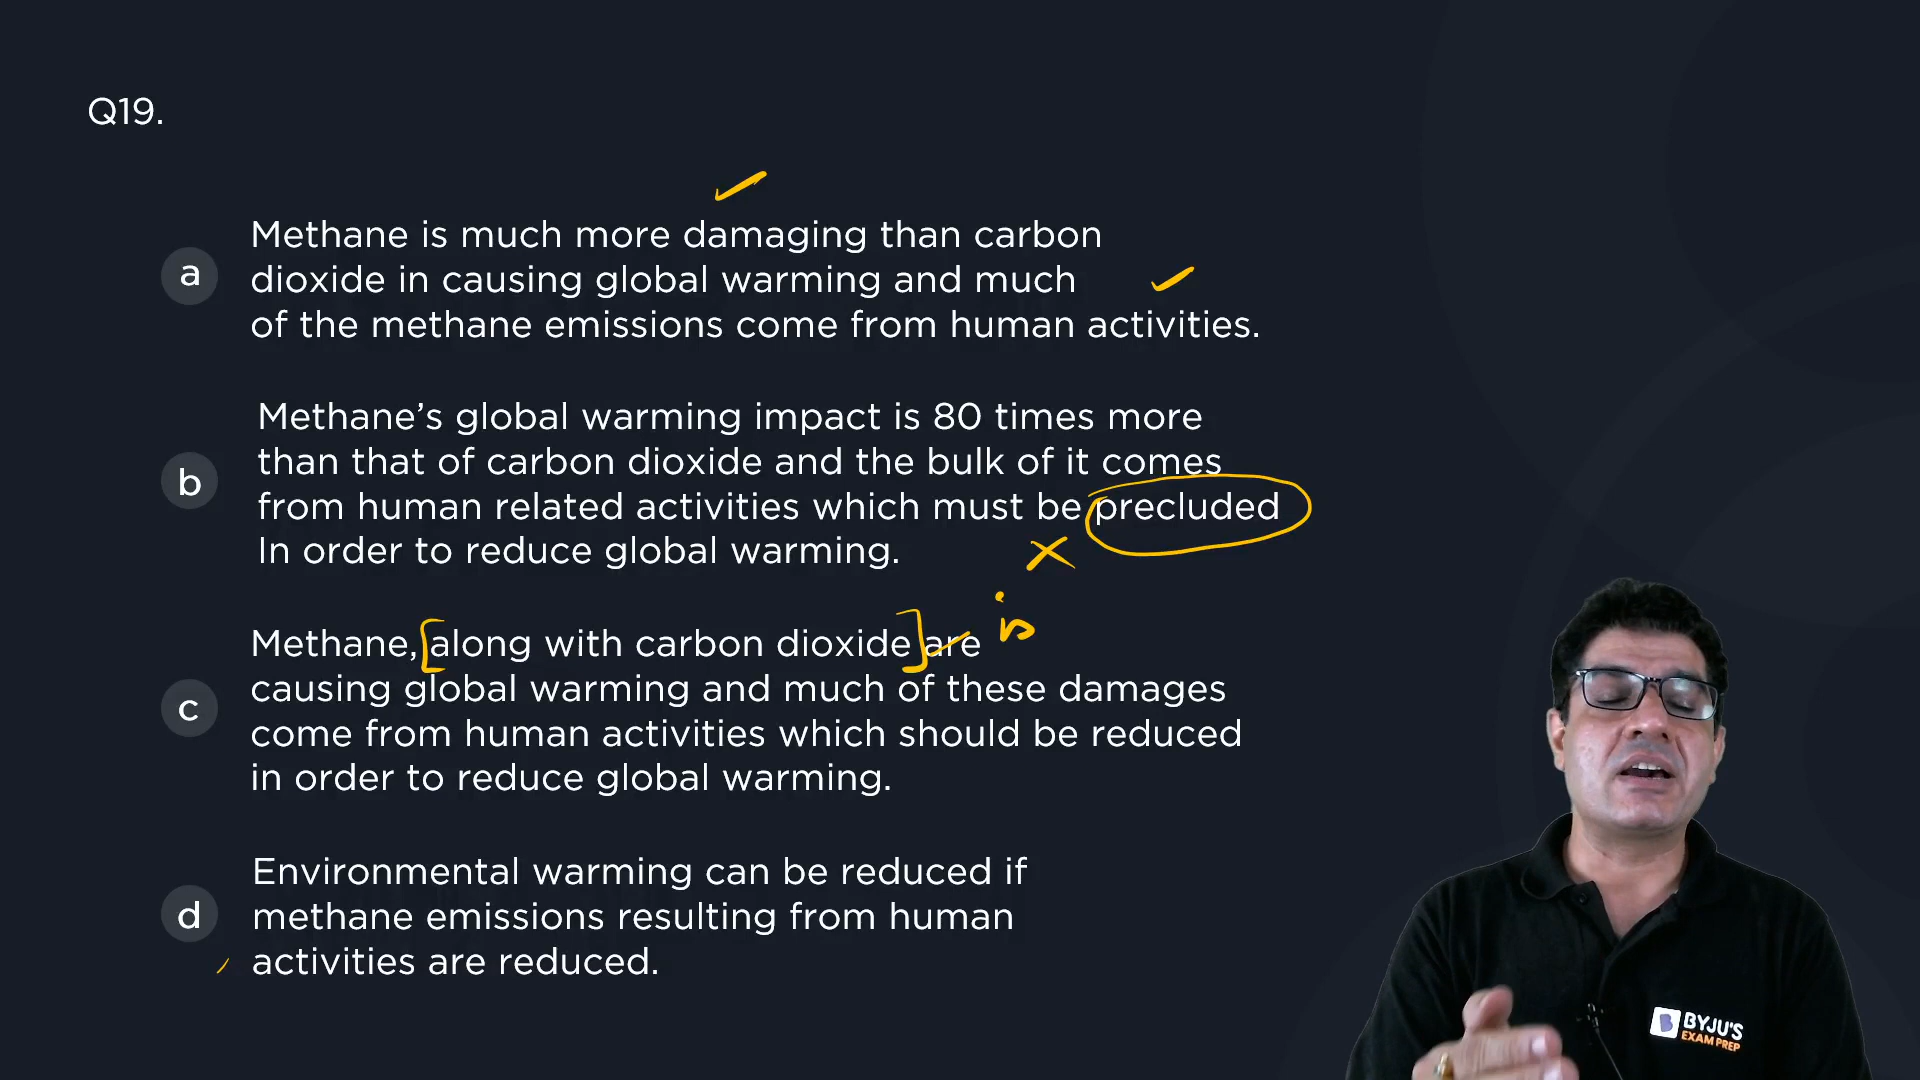 Q19.
a
Methane is much more damaging than carbon
dioxide in causing global warming and much
of the methane emissions come from human activities.
b
Methane’s global warming impact is 80 times more
than that of carbon dioxide and the bulk of it comes
from human related activities which must be precluded
In order to reduce global warming.
c
Methane, [along with carbon dioxide] are is
causing global warming and much of these damages
come from human activities which should be reduced
in order to reduce global warming.
d
Environmental warming can be reduced if
methane emissions resulting from human
activities are reduced.
B BYJU'S
EXAM PREP